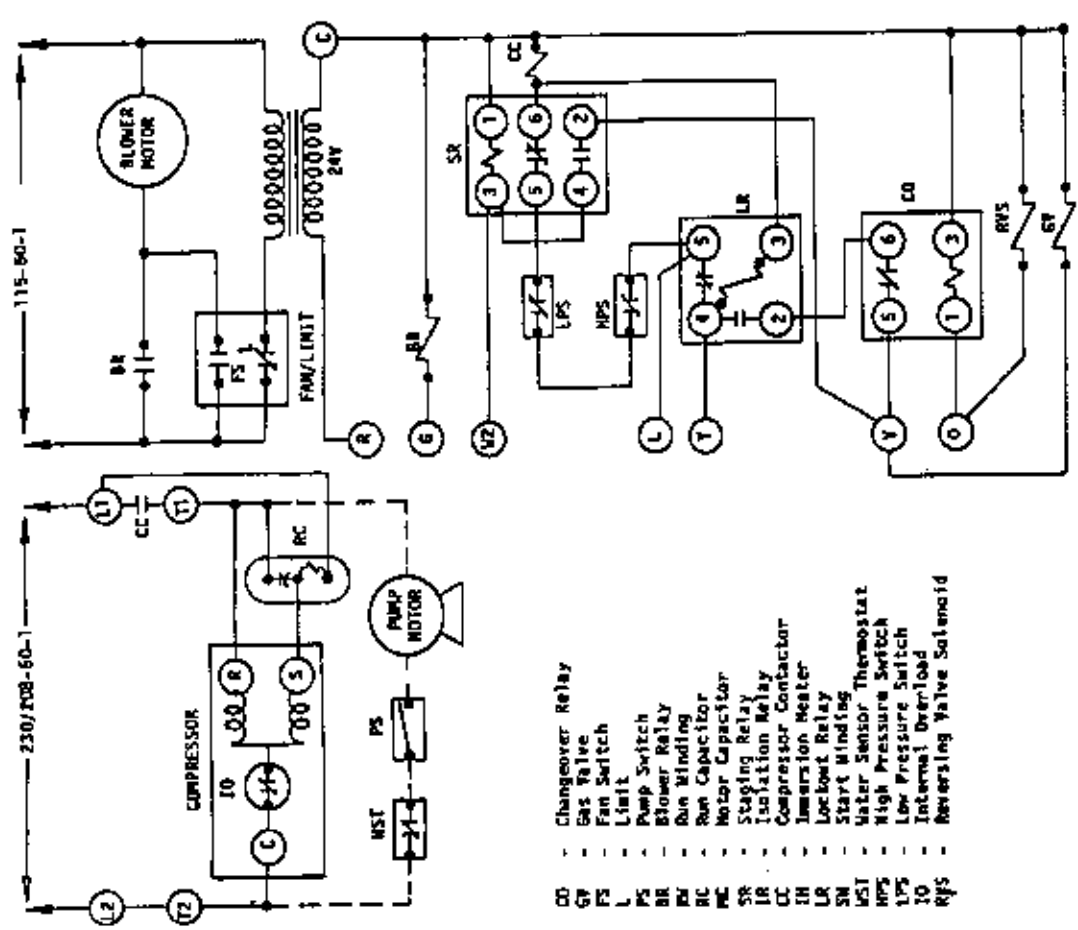 115-60-1
BLOWER
MOTOR
BR
FS
FAN/LIMIT
24V
C
R
BR
G
SR
CC
1
6
2
3
5
4
W2
LPS
HPS
LR
5
3
4
2
L
Y
CO
6
3
5
1
V
O
RVS
GV
230/208-60-1
L1
CC
T1
RC
COMPRESSOR
R
S
IO
C
L2
T2
PUMP
MOTOR
PS
WST
CO - Changeover Relay
GV - Gas Valve
FS - Fan Switch
L - Limit
PS - Pump Switch
BR - Blower Relay
RW - Run Winding
RC - Run Capacitor
MC - Motor Capacitor
SR - Staging Relay
IR - Isolation Relay
CC - Compressor Contactor
IH - Immersion Heater
LR - Lockout Relay
SW - Start Winding
WST - Water Sensor Thermostat
HPS - High Pressure Switch
LPS - Low Pressure Switch
IO - Internal Overload
RVS - Reversing Valve Solenoid